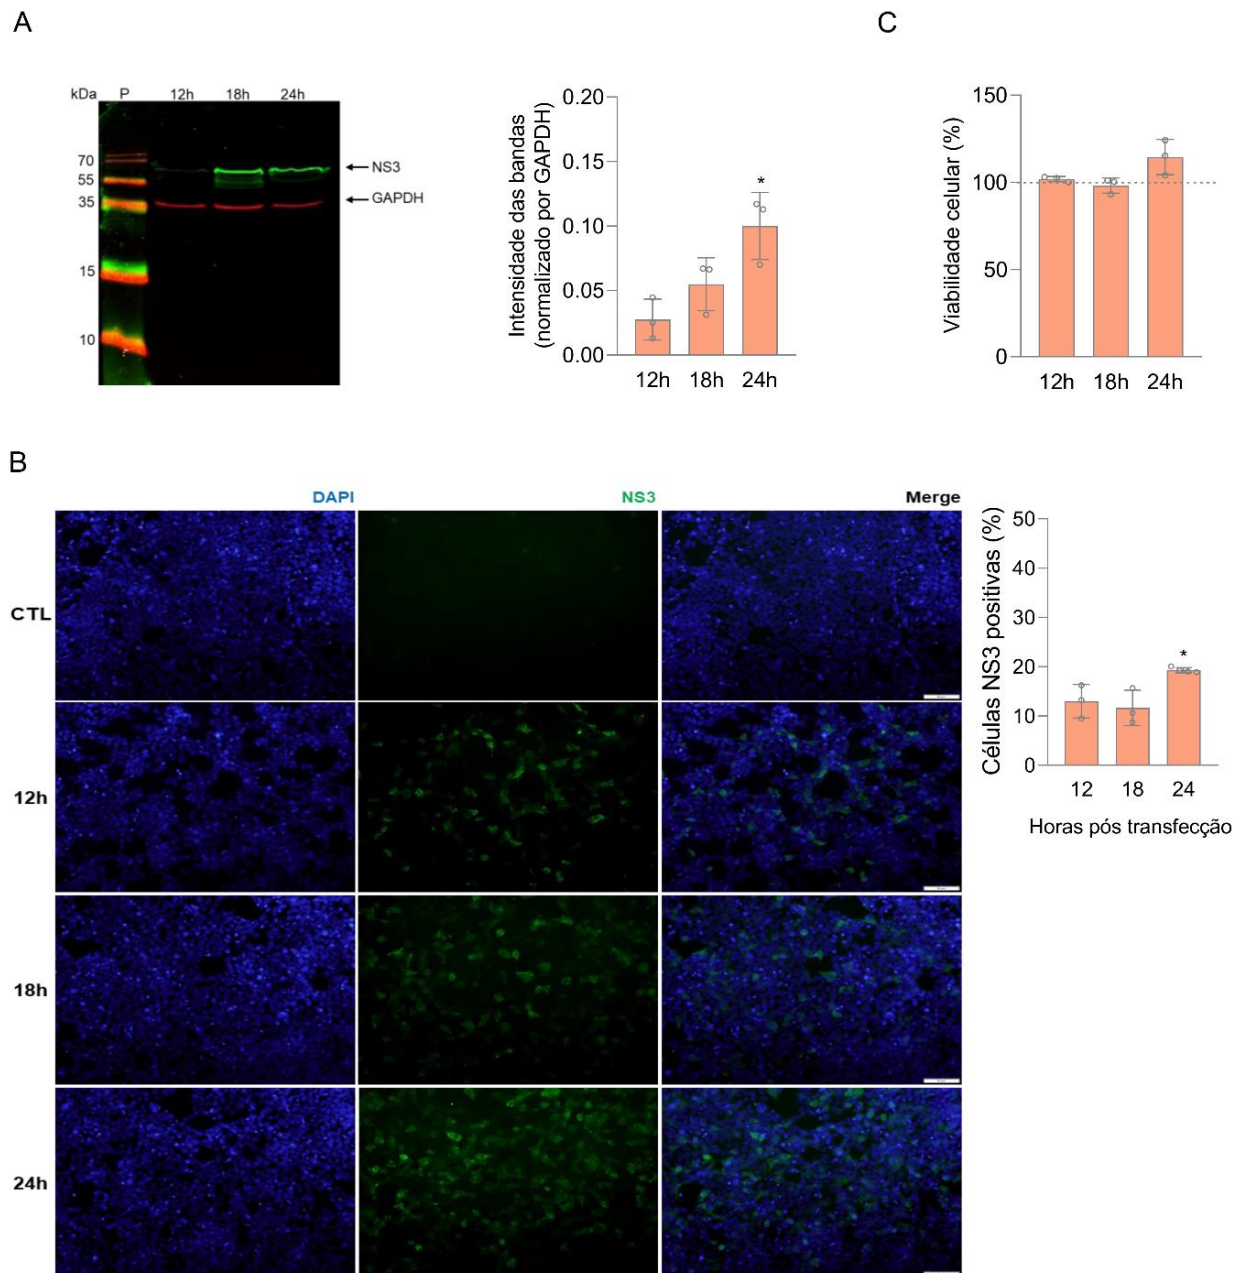 A
C
kDa P 12h 18h 24h
70
55
35
15
10
NS3
GAPDH
Intensidade das bandas
(normalizado por GAPDH)
0.20
0.15
0.10
0.05
0.00
*
12h 18h 24h
Viabilidade celular (%)
150
100
50
0
12h 18h 24h
B
DAPI NS3 Merge
CTL
12h
18h
24h
Células NS3 positivas (%)
50
40
30
20
10
0
*
12 18 24
Horas pós transfecção